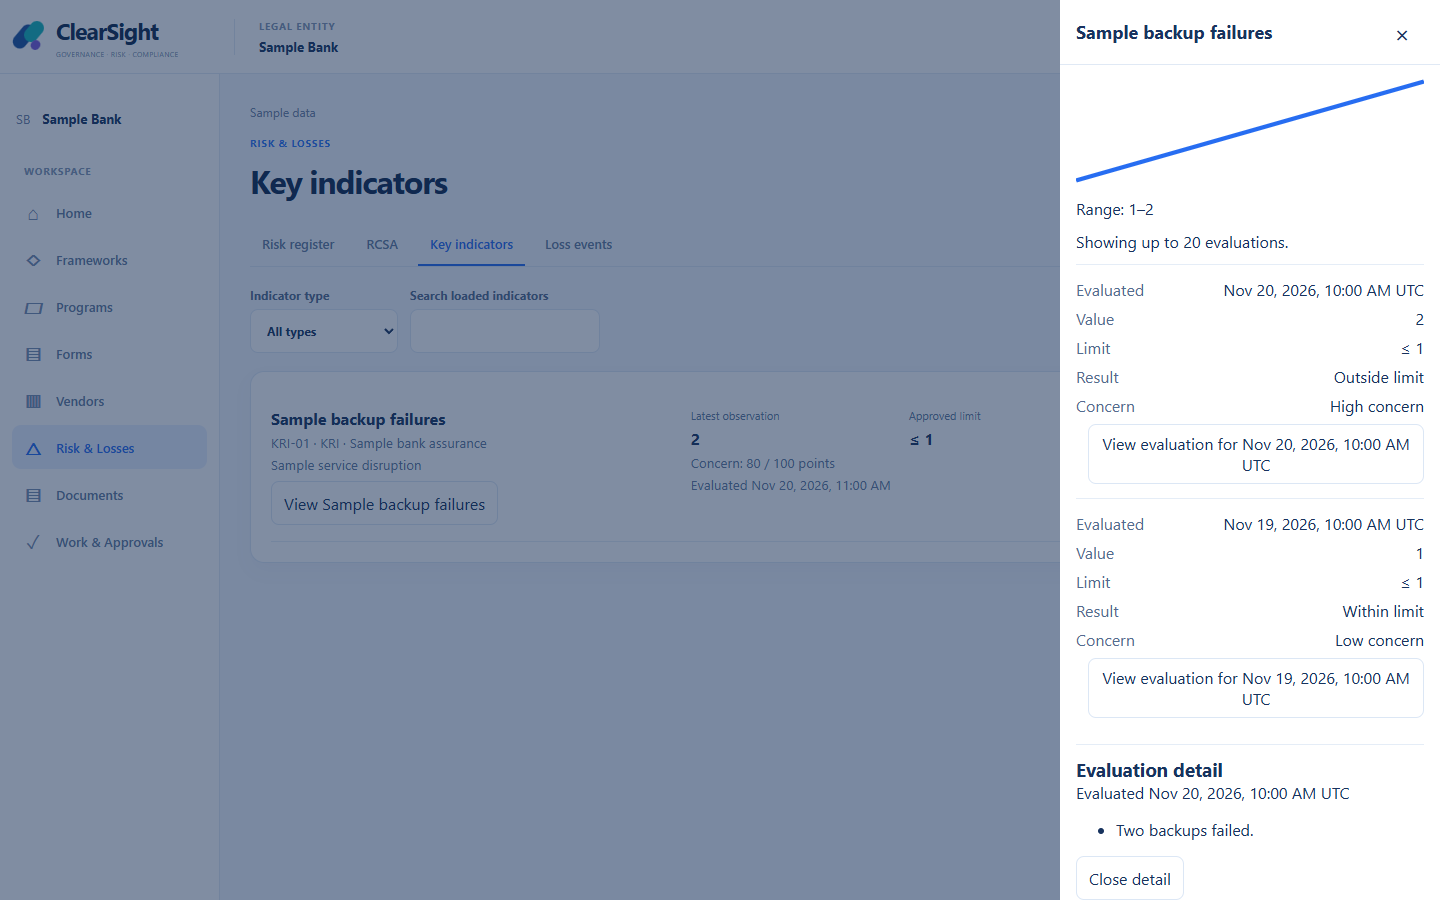 ClearSight
GOVERNANCE · RISK · COMPLIANCE
LEGAL ENTITY
Sample Bank
SB Sample Bank
WORKSPACE
Home
Frameworks
Programs
Forms
Vendors
Risk & Losses
Documents
Work & Approvals
Sample data
RISK & LOSSES
Key indicators
Risk register RCSA Key indicators Loss events
Indicator type Search loaded indicators
All types
Sample backup failures
KRI-01 · KRI · Sample bank assurance
Sample service disruption
View Sample backup failures
Latest observation
2
Concern: 80 / 100 points
Evaluated Nov 20, 2026, 11:00 AM
Approved limit
≤ 1
Sample backup failures ×
Range: 1–2
Showing up to 20 evaluations.
Evaluated Nov 20, 2026, 10:00 AM UTC
Value 2
Limit ≤ 1
Result Outside limit
Concern High concern
View evaluation for Nov 20, 2026, 10:00 AM
UTC
Evaluated Nov 19, 2026, 10:00 AM UTC
Value 1
Limit ≤ 1
Result Within limit
Concern Low concern
View evaluation for Nov 19, 2026, 10:00 AM
UTC
Evaluation detail
Evaluated Nov 20, 2026, 10:00 AM UTC
• Two backups failed.
Close detail